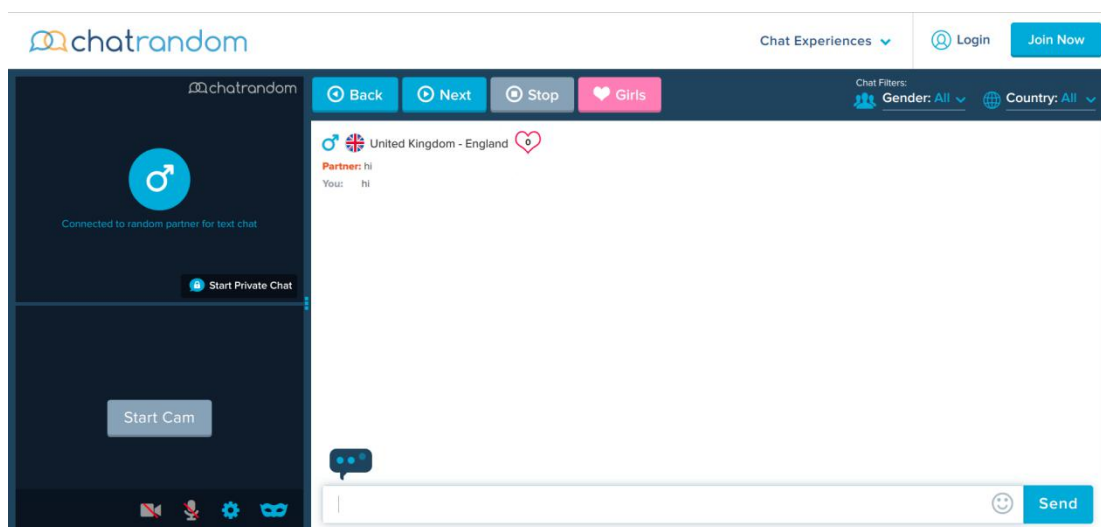 chatrandom
Chat Experiences
Login
Join Now
chatrandom
Back
Next
Stop
Girls
Chat Filters:
Gender: All
Country: All
United Kingdom - England
0
Partner: hi
You: hi
Connected to random partner for text chat
Start Private Chat
Start Cam
Send